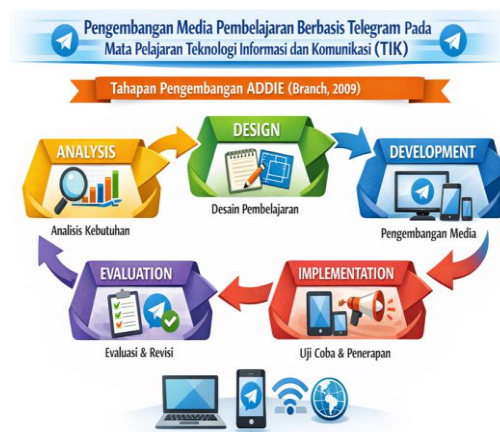 Pengembangan Media Pembelajaran Berbasis Telegram Pada
Mata Pelajaran Teknologi Informasi dan Komunikasi (TIK)
Tahapan Pengembangan ADDIE (Branch, 2009)
ANALYSIS
Analisis Kebutuhan
DESIGN
Desain Pembelajaran
DEVELOPMENT
Pengembangan Media
EVALUATION
Evaluasi & Revisi
IMPLEMENTATION
Uji Coba & Penerapan